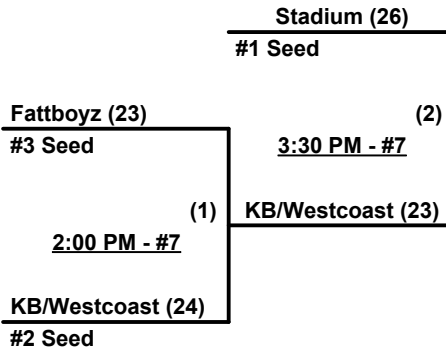 Stadium (26)
#1 Seed
Fattboyz (23)
(2)
#3 Seed
3:30 PM - #7
(1)
KB/Westcoast (23)
2:00 PM - #7
KB/Westcoast (24)
#2 Seed